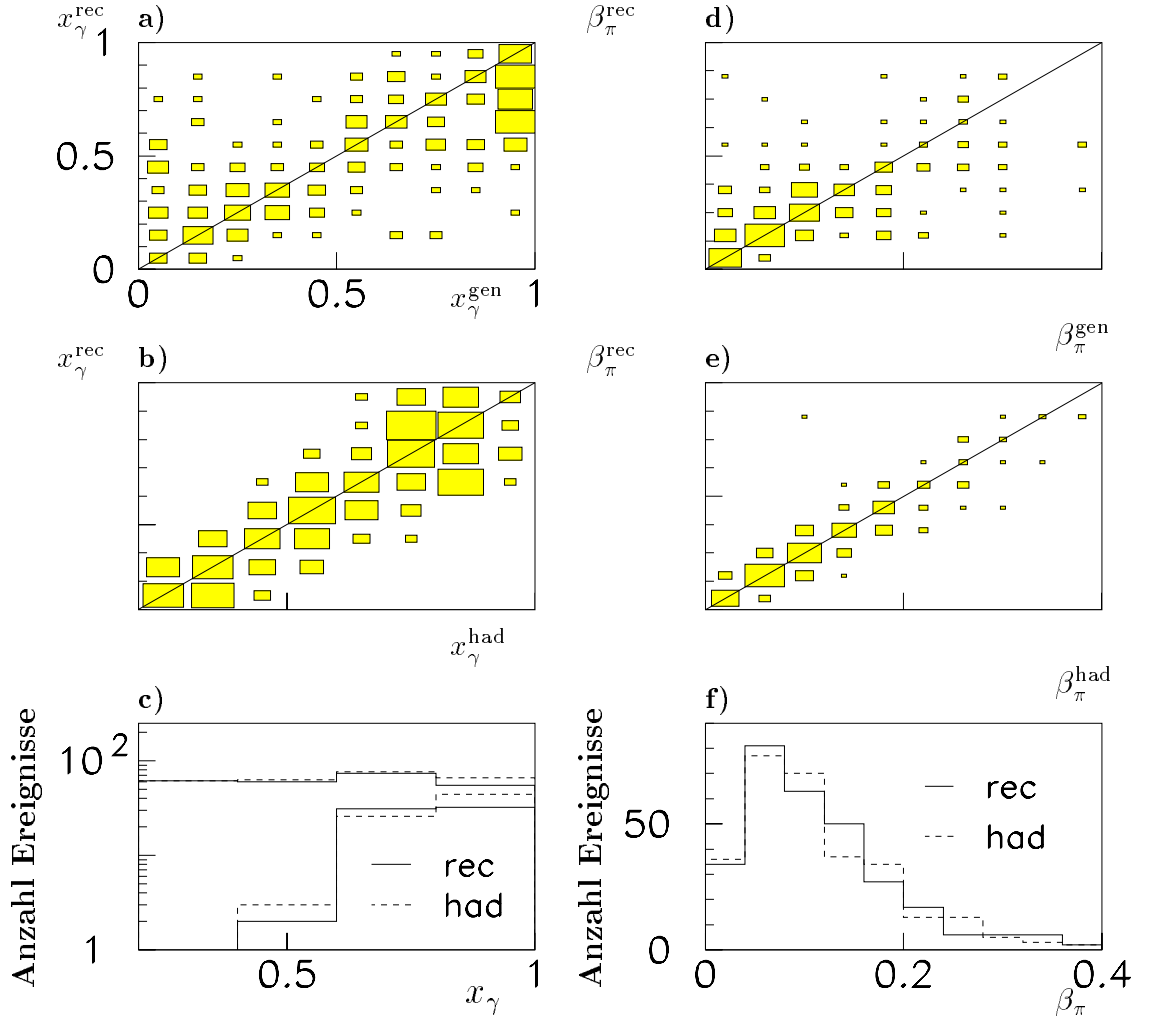 x_γ^rec a) β_π^rec d)
1
0.5
0
0 0.5 x_γ^gen 1
β_π^gen
x_γ^rec b) β_π^rec e)
x_γ^had
β_π^had
c) f)
Anzahl Ereignisse
10^2
1
rec
had
0.5 1
x_γ
Anzahl Ereignisse
50
0
rec
had
0 0.2 0.4
β_π